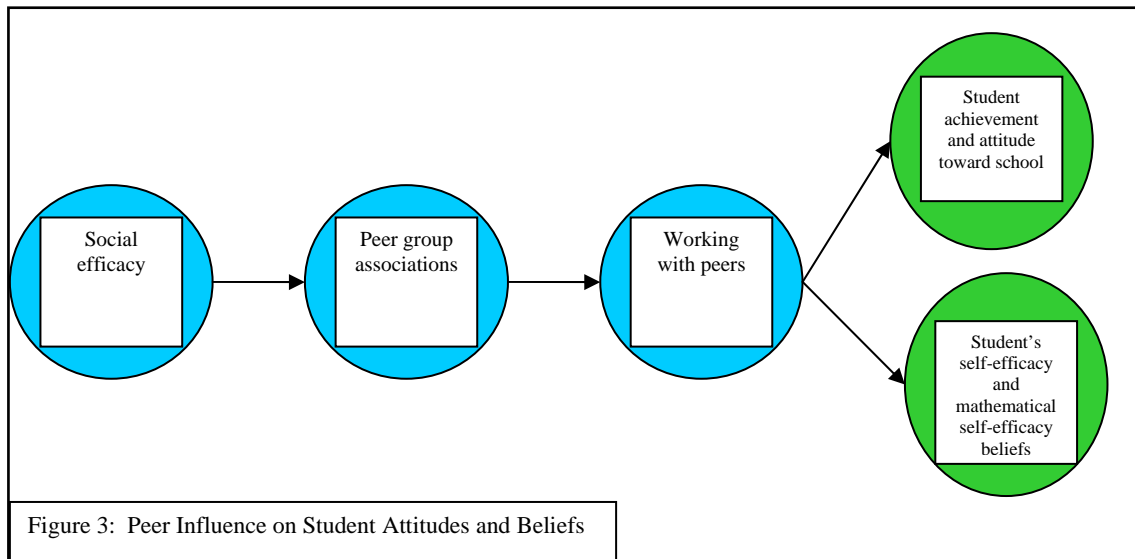 Social
efficacy
Peer group
associations
Working
with peers
Student
achievement
and attitude
toward school
Student’s
self-efficacy
and
mathematical
self-efficacy
beliefs
Figure 3:  Peer Influence on Student Attitudes and Beliefs